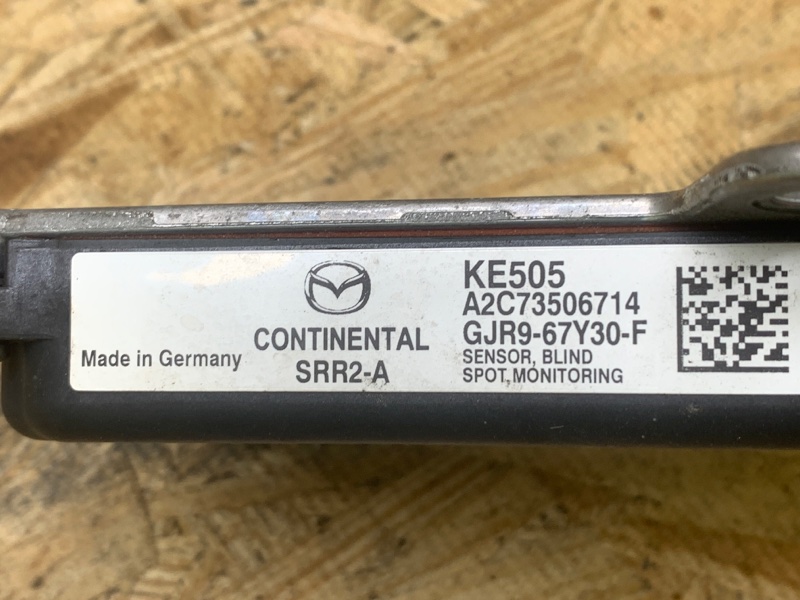 Made in Germany
CONTINENTAL
SRR2-A
KE505
A2C73506714
GJR9-67Y30-F
SENSOR, BLIND
SPOT, MONITORING